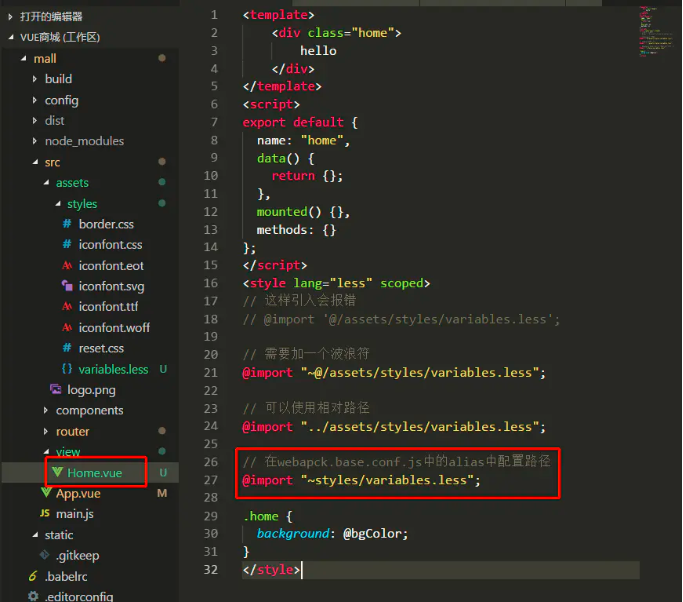 打开的编辑器
VUE商城 (工作区)
mall
build
config
dist
node_modules
src
assets
styles
# border.css
# iconfont.css
iconfont.eot
iconfont.svg
iconfont.ttf
iconfont.woff
# reset.css
{} variables.less U
logo.png
components
router
view
Home.vue U
App.vue M
JS main.js
static
.gitkeep
.babelrc
.editorconfig
1 <template>
2 <div class="home">
3 hello
4 </div>
5 </template>
6 <script>
7 export default {
8 name: "home",
9 data() {
10 return {};
11 },
12 mounted() {},
13 methods: {}
14 };
15 </script>
16 <style lang="less" scoped>
17 // 这样引入会报错
18 // @import '@/assets/styles/variables.less';
19
20 // 需要加一个波浪符
21 @import "~@/assets/styles/variables.less";
22
23 // 可以使用相对路径
24 @import "../assets/styles/variables.less";
25
26 // 在webapck.base.conf.js中的alias中配置路径
27 @import "~styles/variables.less";
28
29 .home {
30 background: @bgColor;
31 }
32 </style>